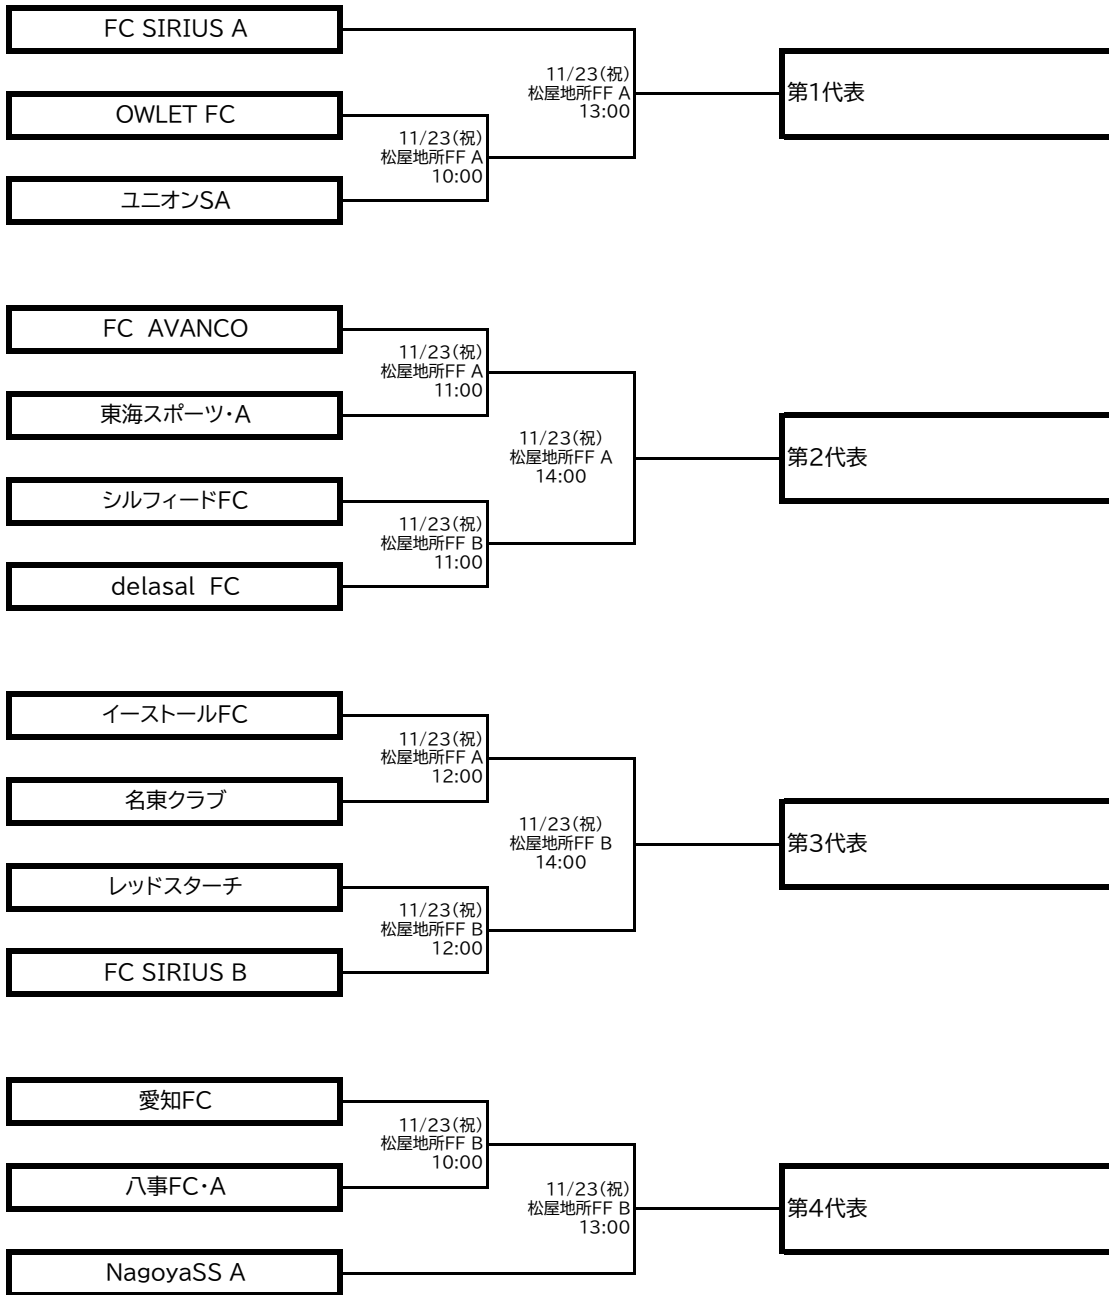 FC SIRIUS A
11/23(祝)
松屋地所FF A
13:00
第1代表
OWLET FC
11/23(祝)
松屋地所FF A
10:00
ユニオンSA
FC AVANCO
11/23(祝)
松屋地所FF A
11:00
東海スポーツ・A
11/23(祝)
松屋地所FF A
14:00
第2代表
シルフィードFC
11/23(祝)
松屋地所FF B
11:00
delasal FC
イーストールFC
11/23(祝)
松屋地所FF A
12:00
名東クラブ
11/23(祝)
松屋地所FF B
14:00
第3代表
レッドスターチ
11/23(祝)
松屋地所FF B
12:00
FC SIRIUS B
愛知FC
11/23(祝)
松屋地所FF B
10:00
八事FC・A
11/23(祝)
松屋地所FF B
13:00
第4代表
NagoyaSS A